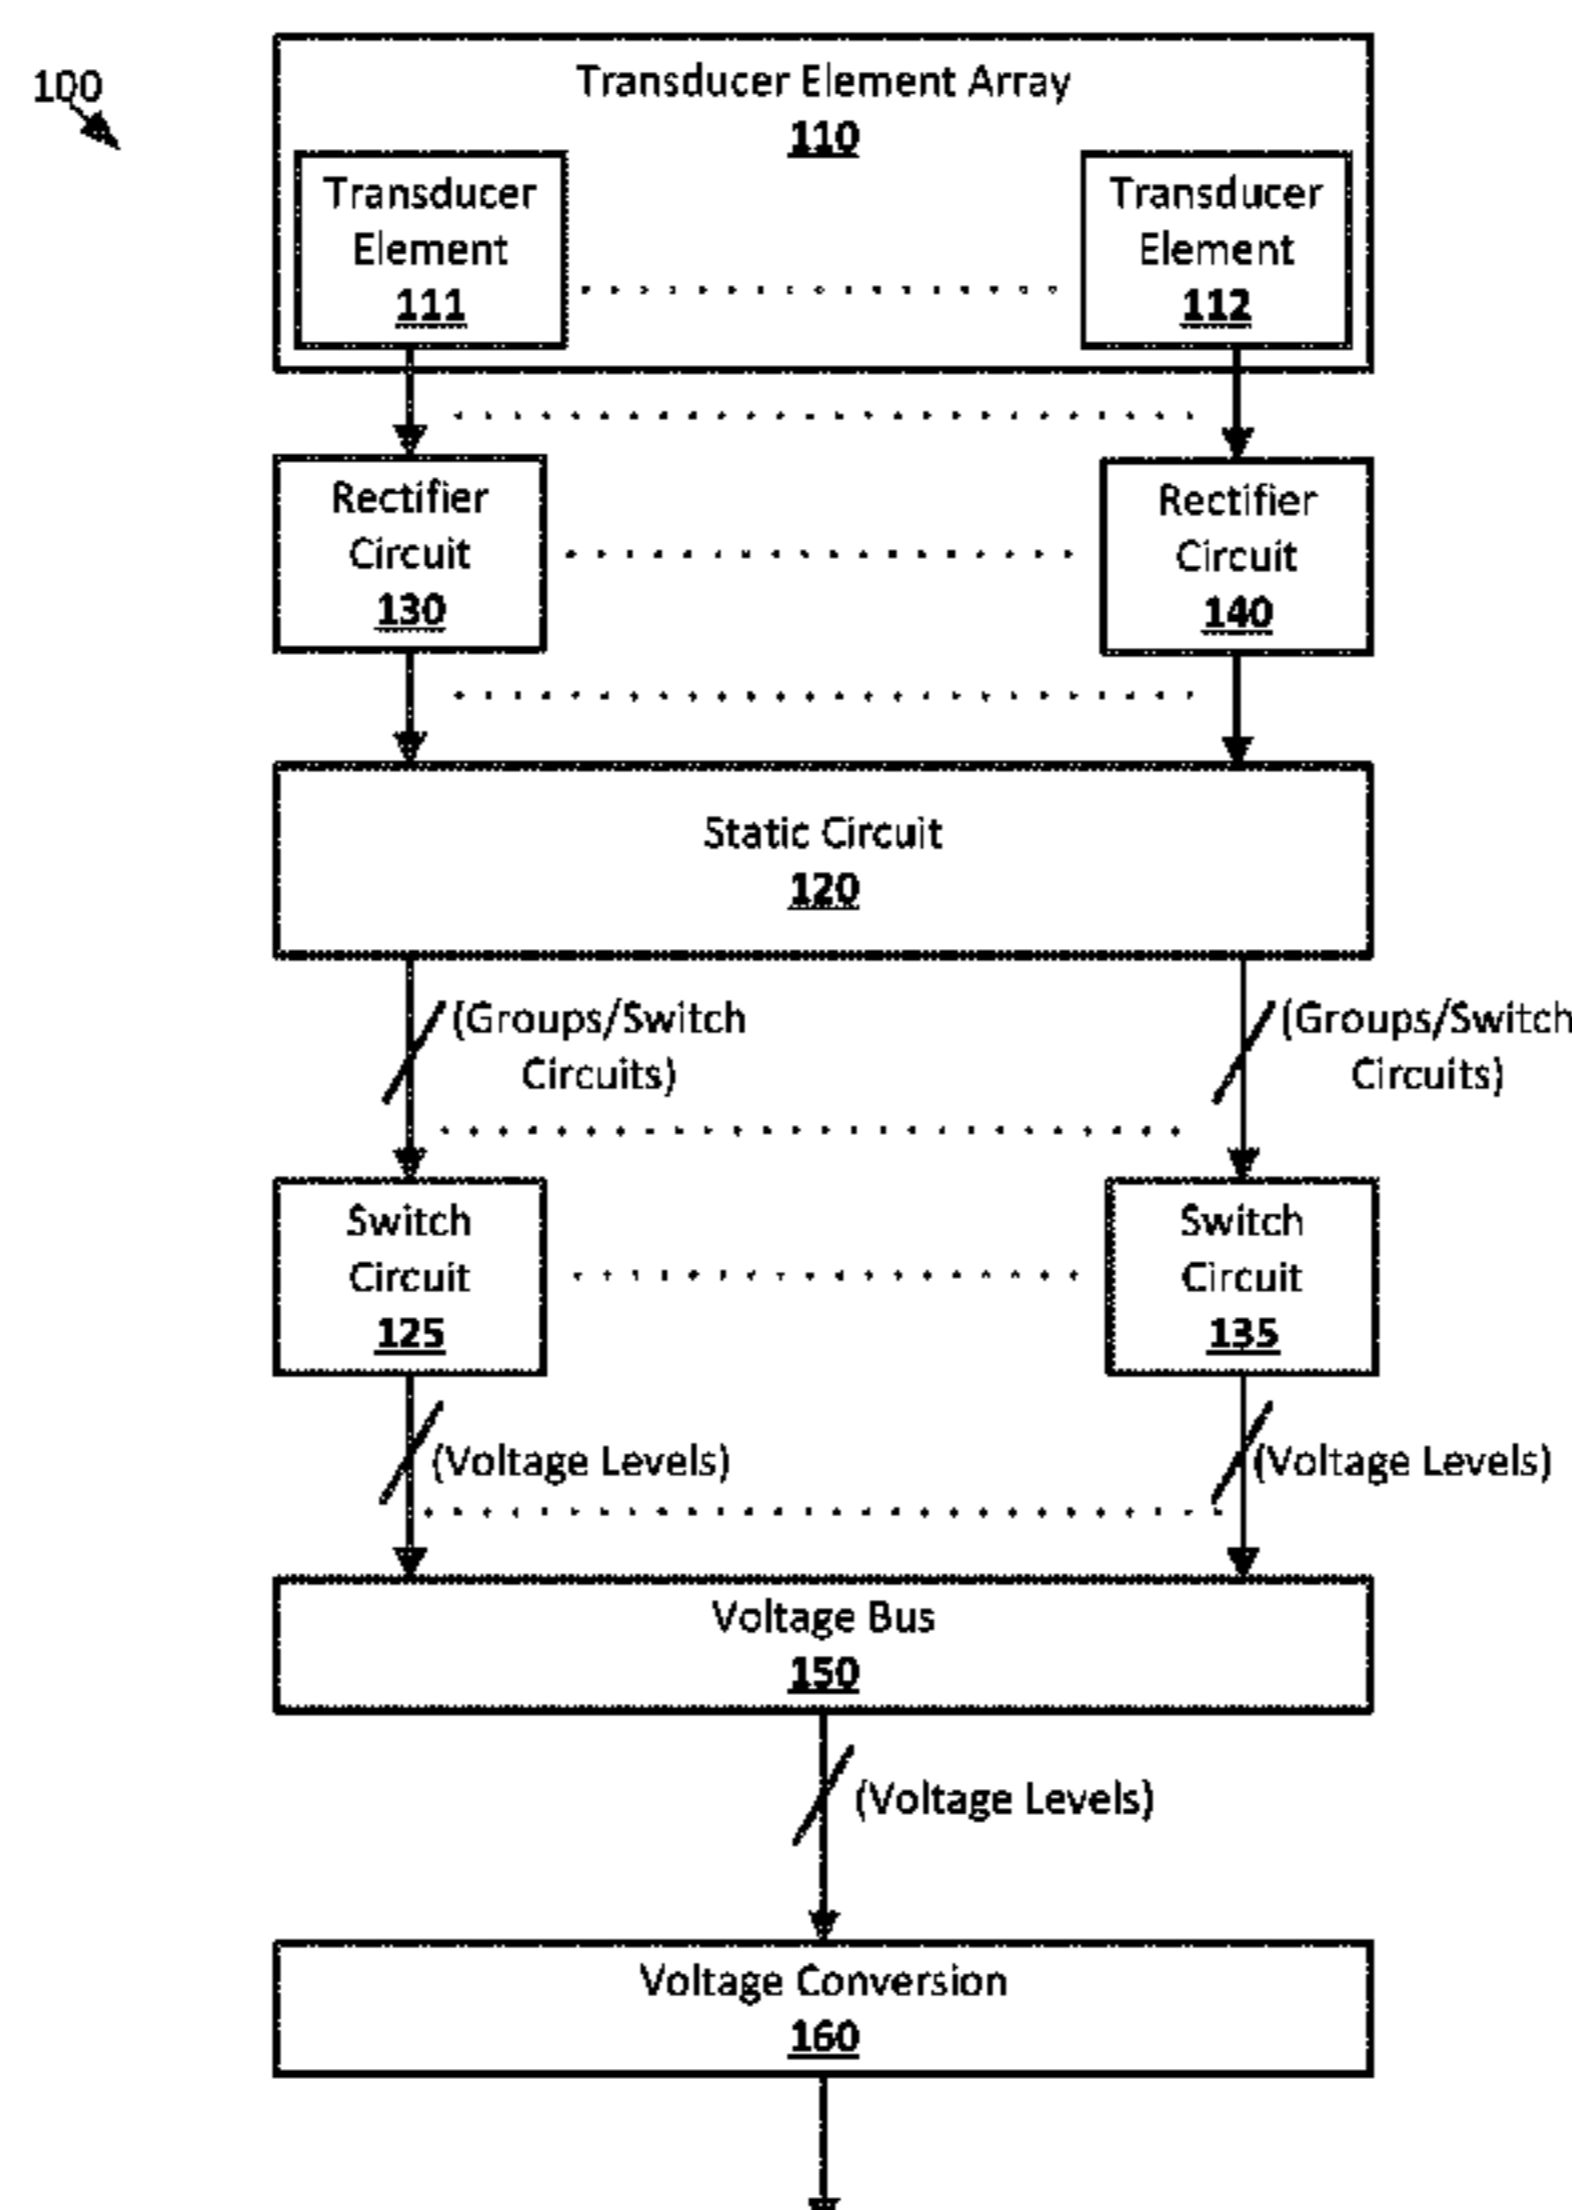 100
Transducer Element Array
110
Transducer
Element
111
Transducer
Element
112
Rectifier
Circuit
130
Rectifier
Circuit
140
Static Circuit
120
(Groups/Switch
Circuits)
(Groups/Switch
Circuits)
Switch
Circuit
125
Switch
Circuit
135
(Voltage Levels)
(Voltage Levels)
Voltage Bus
150
(Voltage Levels)
Voltage Conversion
160